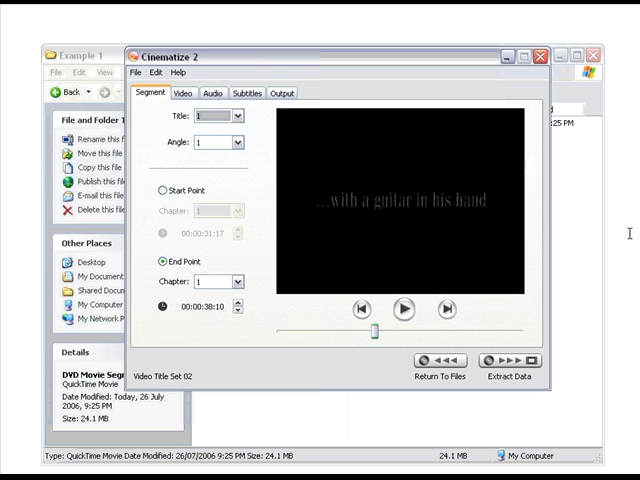 Example 1
Cinematize 2
File Edit View
File Edit Help
Back
Segment Video Audio Subtitles Output
File and Folder T
Rename this f
Move this file
Copy this file
Publish this file
E-mail this file
Delete this file
Other Places
Desktop
My Document
Shared Docum
My Computer
My Network P
Details
DVD Movie Seg
QuickTime Movie
Date Modified: Today, 26 July
2006, 9:25 PM
Size: 24.1 MB
Title: 1
Angle: 1
Start Point
Chapter: 1
00:00:31:17
End Point
Chapter: 1
00:00:38:10
...with a guitar in his hand
:25 PM
Video Title Set 02
Return To Files
Extract Data
Type: QuickTime Movie Date Modified: 26/07/2006 9:25 PM Size: 24.1 MB
24.1 MB
My Computer